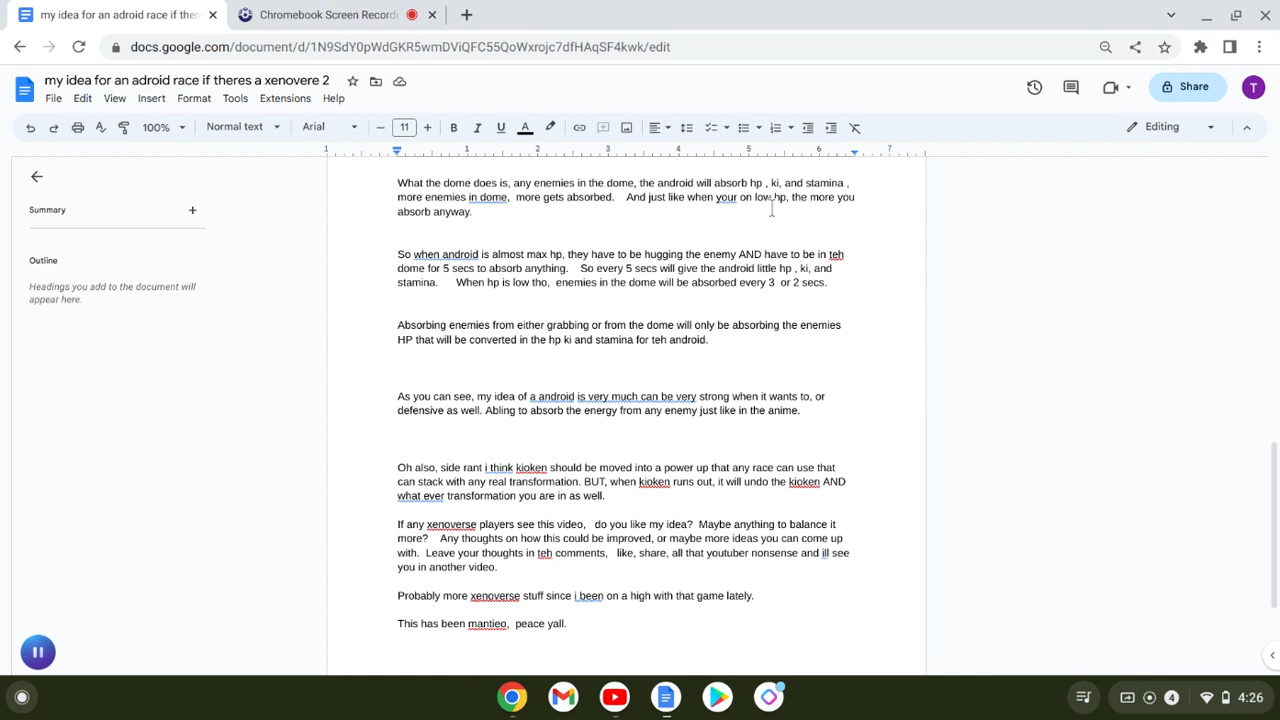 my idea for an adroid race if there
Chromebook Screen Recorde
docs.google.com/document/d/1N9SdY0pWdGKR5wmDViQFC55QoWxrojc7dfHAqSF4kwk/edit
my idea for an adroid race if theres a xenovere 2
File Edit View Insert Format Tools Extensions Help
Share
T
100% Normal text Arial 11 B I U A Editing
1 1 2 3 4 5 6 7
What the dome does is, any enemies in the dome, the android will absorb hp , ki, and stamina ,
more enemies in dome,  more gets absorbed.    And just like when your on low hp, the more you
absorb anyway.
Summary
So when android is almost max hp, they have to be hugging the enemy AND have to be in teh
dome for 5 secs to absorb anything.    So every 5 secs will give the android little hp , ki, and
stamina.      When hp is low tho,  enemies in the dome will be absorbed every 3  or 2 secs.
Outline
Headings you add to the document will
appear here.
Absorbing enemies from either grabbing or from the dome will only be absorbing the enemies
HP that will be converted in the hp ki and stamina for teh android.
As you can see, my idea of a android is very much can be very strong when it wants to, or
defensive as well. Abling to absorb the energy from any enemy just like in the anime.
Oh also, side rant i think kioken should be moved into a power up that any race can use that
can stack with any real transformation. BUT, when kioken runs out, it will undo the kioken AND
what ever transformation you are in as well.
If any xenoverse players see this video,   do you like my idea?  Maybe anything to balance it
more?    Any thoughts on how this could be improved, or maybe more ideas you can come up
with.  Leave your thoughts in teh comments,   like, share, all that youtuber nonsense and ill see
you in another video.
Probably more xenoverse stuff since i been on a high with that game lately.
This has been mantieo,  peace yall.
4 4:26